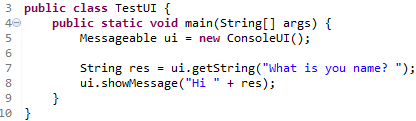 3 public class TestUI {
4 public static void main(String[] args) {
5 Messageable ui = new ConsoleUI();
6
7 String res = ui.getString("What is you name? ");
8 ui.showMessage("Hi " + res);
9 }
10 }